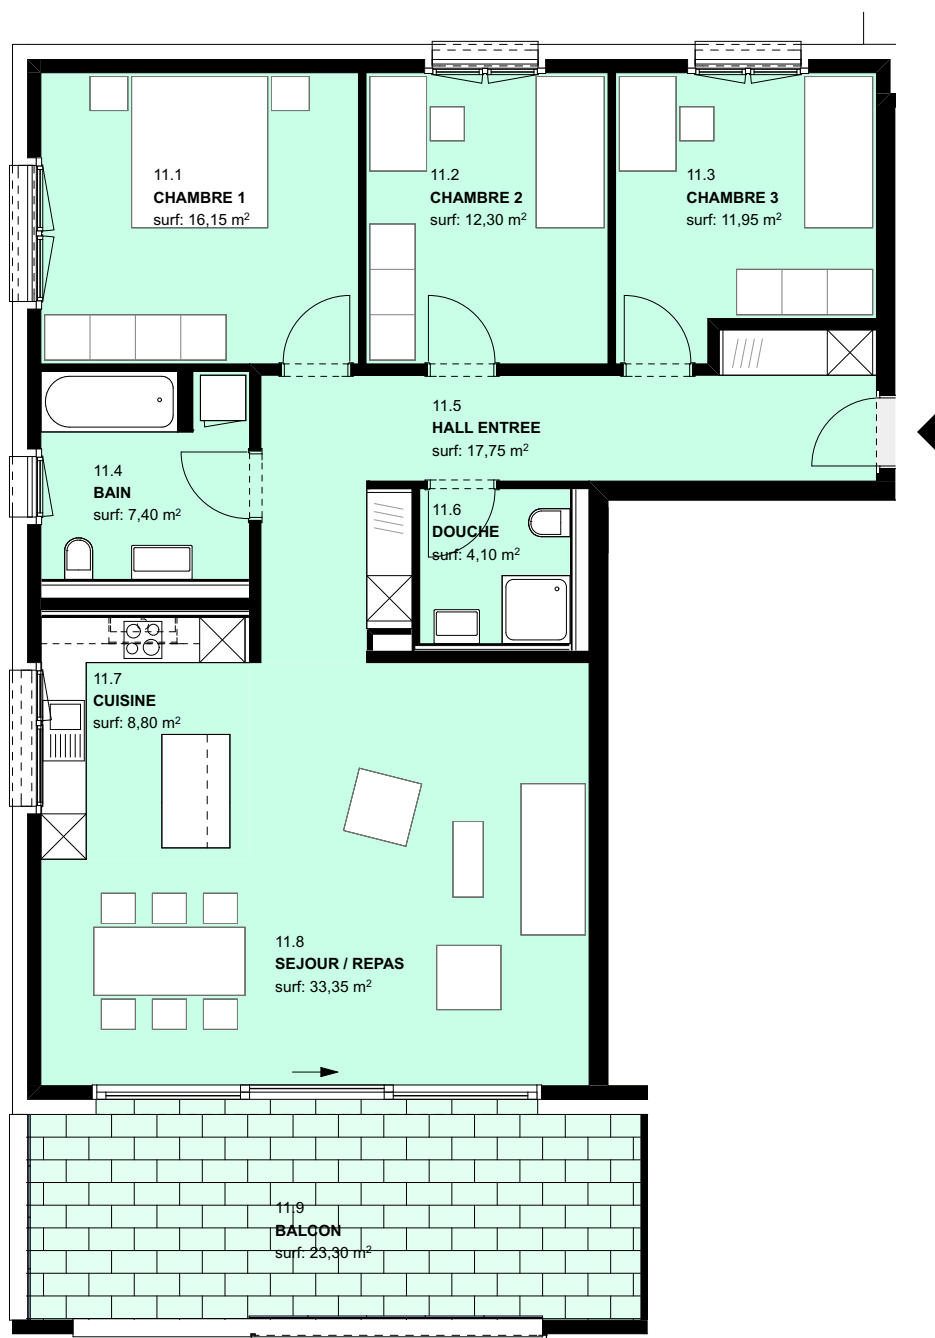 11.1
CHAMBRE 1
surf: 16,15 m²
11.2
CHAMBRE 2
surf: 12,30 m²
11.3
CHAMBRE 3
surf: 11,95 m²
11.4
BAIN
surf: 7,40 m²
11.5
HALL ENTREE
surf: 17,75 m²
11.6
DOUCHE
surf: 4,10 m²
11.7
CUISINE
surf: 8,80 m²
11.8
SEJOUR / REPAS
surf: 33,35 m²
11.9
BALCON
surf: 23,30 m²